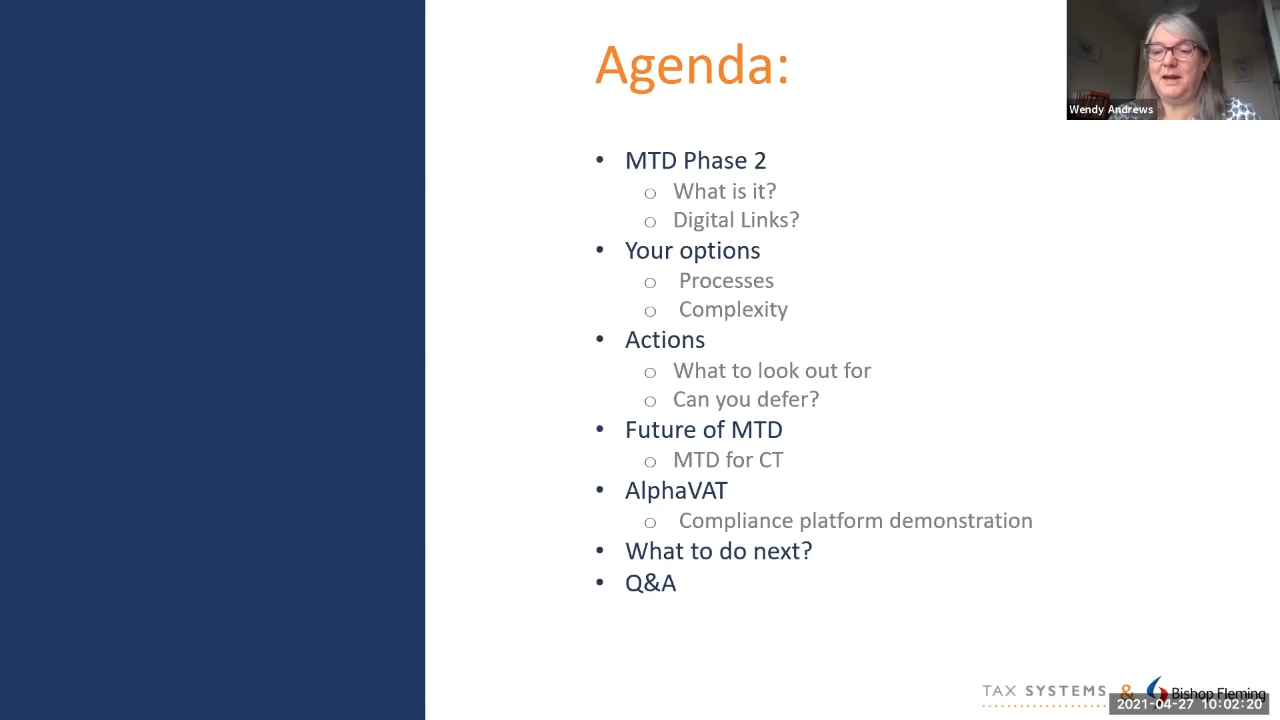 Agenda:
Wendy Andrews
• MTD Phase 2
o What is it?
o Digital Links?
• Your options
o Processes
o Complexity
• Actions
o What to look out for
o Can you defer?
• Future of MTD
o MTD for CT
• AlphaVAT
o Compliance platform demonstration
• What to do next?
• Q&A
TAX SYSTEMS & Bishop Fleming
2021-04-27 10:02:20